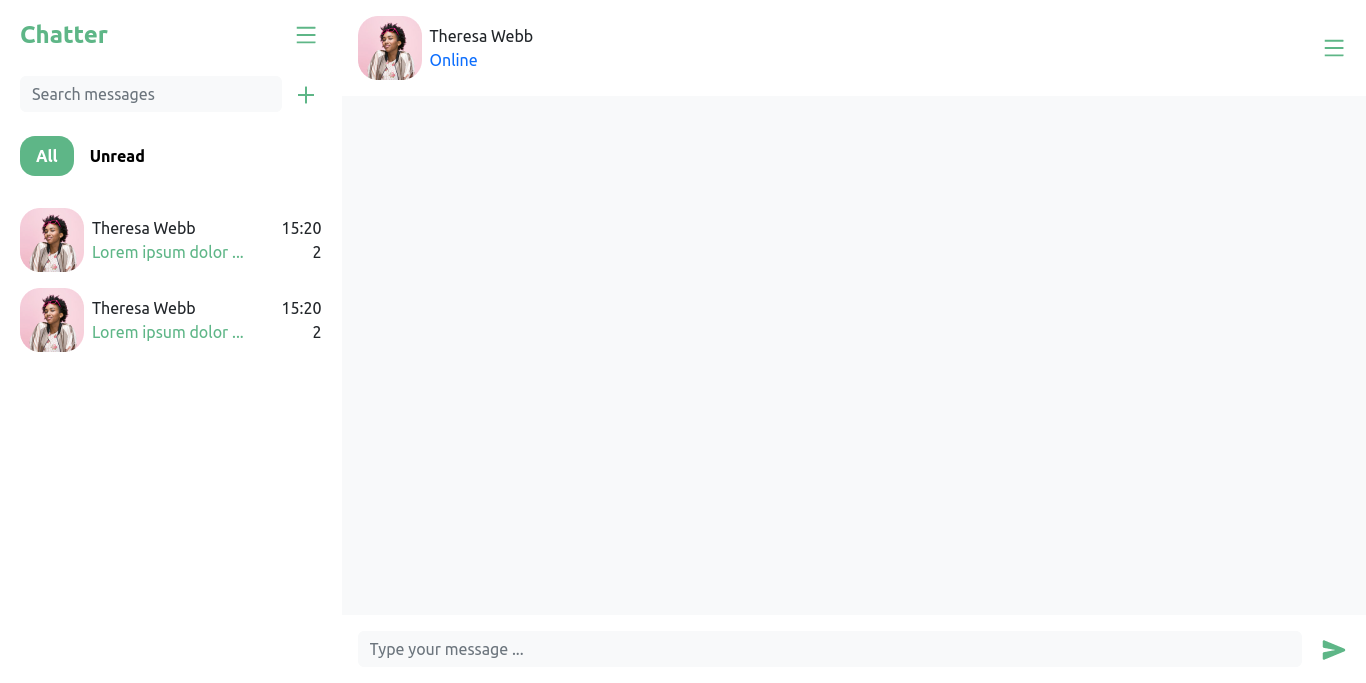 Chatter
Search messages
All Unread
Theresa Webb 15:20
Lorem ipsum dolor ... 2
Theresa Webb 15:20
Lorem ipsum dolor ... 2
Theresa Webb
Online
Type your message ...